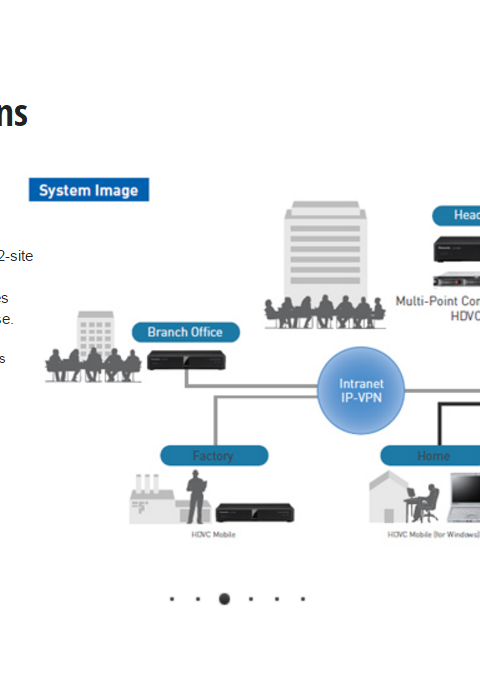 ns
System Image
2-site
es
se.
s
Head
Multi-Point Con
HDVC
Branch Office
Intranet
IP-VPN
Factory
Home
HDVC Mobile
HDVC Mobile (for Windows)